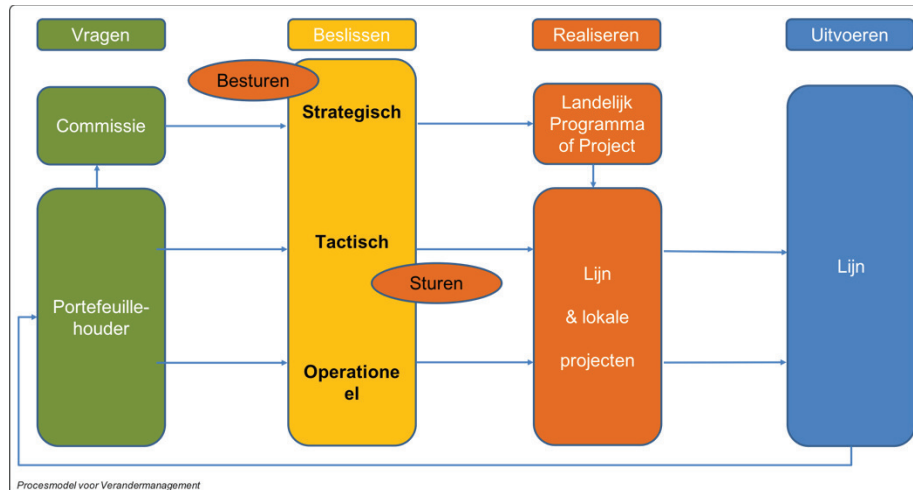 Vragen
Beslissen
Realiseren
Uitvoeren
Besturen
Commissie
Strategisch
Landelijk
Programma
of Project
Portefeuille-
houder
Tactisch
Sturen
Operatione
el
Lijn
& lokale
projecten
Lijn
Procesmodel voor Verandermanagement